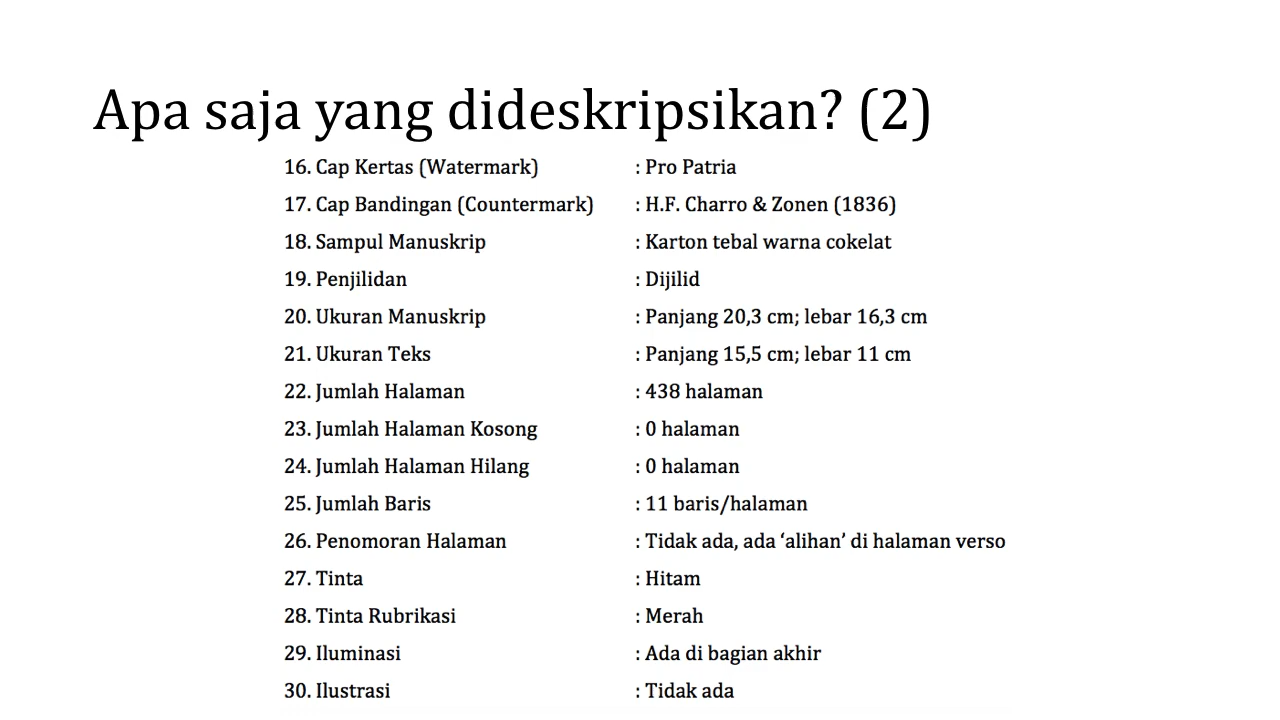 Apa saja yang dideskripsikan? (2)
16. Cap Kertas (Watermark) : Pro Patria
17. Cap Bandingan (Countermark) : H.F. Charro & Zonen (1836)
18. Sampul Manuskrip : Karton tebal warna cokelat
19. Penjilidan : Dijilid
20. Ukuran Manuskrip : Panjang 20,3 cm; lebar 16,3 cm
21. Ukuran Teks : Panjang 15,5 cm; lebar 11 cm
22. Jumlah Halaman : 438 halaman
23. Jumlah Halaman Kosong : 0 halaman
24. Jumlah Halaman Hilang : 0 halaman
25. Jumlah Baris : 11 baris/halaman
26. Penomoran Halaman : Tidak ada, ada ‘alihan’ di halaman verso
27. Tinta : Hitam
28. Tinta Rubrikasi : Merah
29. Iluminasi : Ada di bagian akhir
30. Ilustrasi : Tidak ada